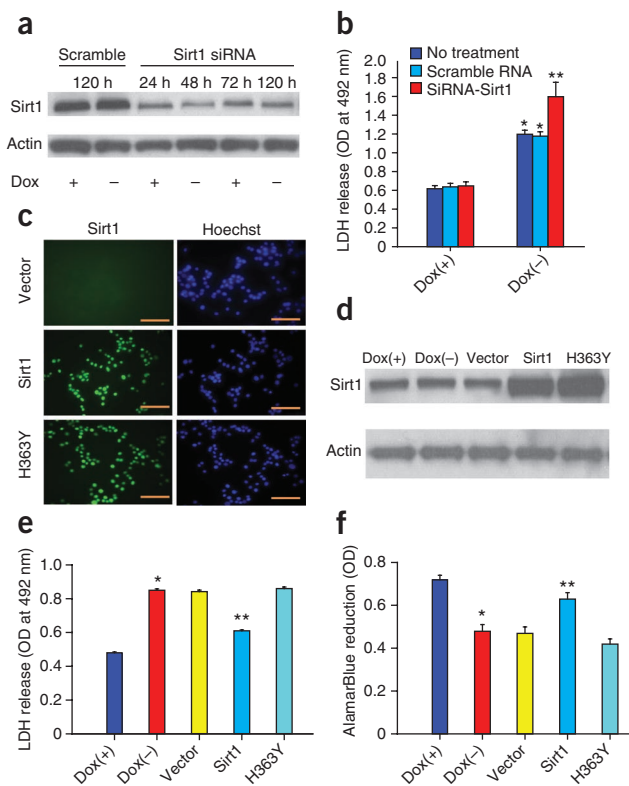 a
Scramble Sirt1 siRNA
120 h 24 h 48 h 72 h 120 h
Sirt1
Actin
Dox + – + – + –
b
No treatment
Scramble RNA
SiRNA-Sirt1
LDH release (OD at 492 nm)
2.0
1.8
1.6
1.4
1.2
1.0
0.8
0.6
0.4
0.2
0
* * **
Dox(+) Dox(–)
c
Sirt1 Hoechst
Vector
Sirt1
H363Y
d
Dox(+) Dox(–) Vector Sirt1 H363Y
Sirt1
Actin
e
LDH release (OD at 492 nm)
1.0
0.8
0.6
0.4
0.2
0
* **
Dox(+) Dox(–) Vector Sirt1 H363Y
f
AlamarBlue reduction (OD)
0.8
0.6
0.4
0.2
0
* **
Dox(+) Dox(–) Vector Sirt1 H363Y